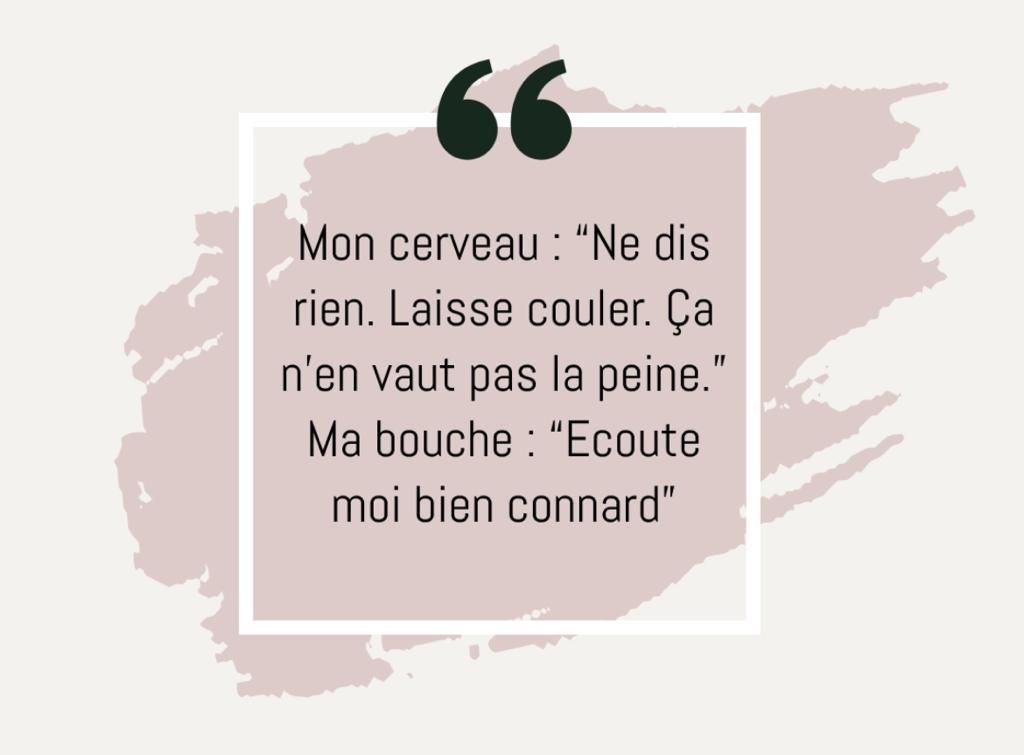 Mon cerveau : “Ne dis
rien. Laisse couler. Ça
n'en vaut pas la peine.”
Ma bouche : “Ecoute
moi bien connard”